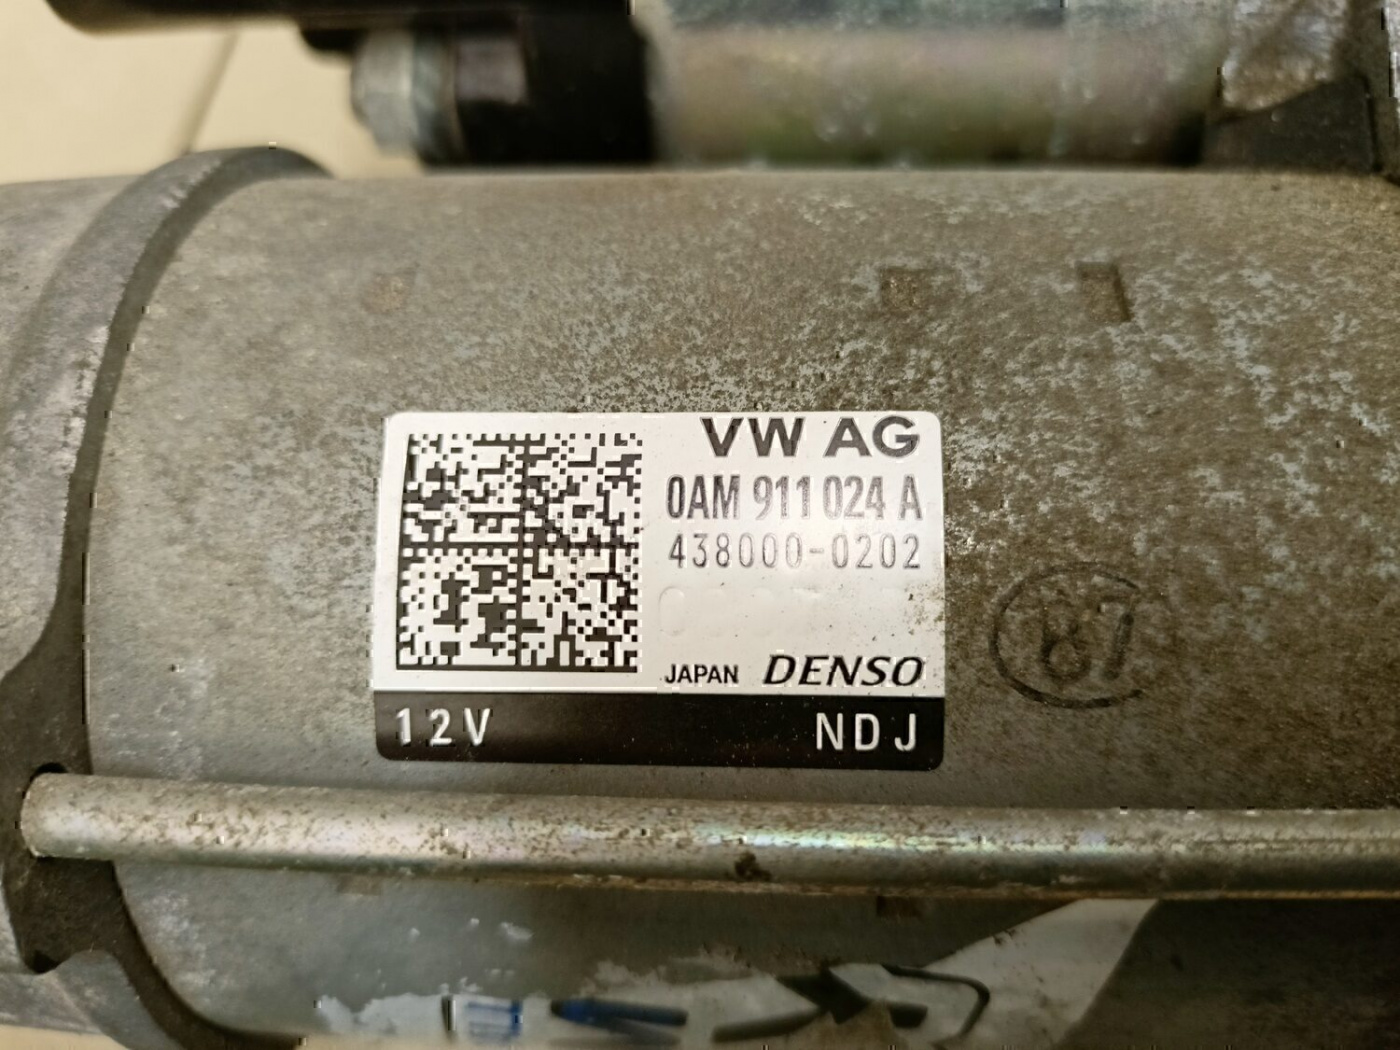 VW AG
0AM 911 024 A
438000-0202
JAPAN DENSO
12V NDJ
87